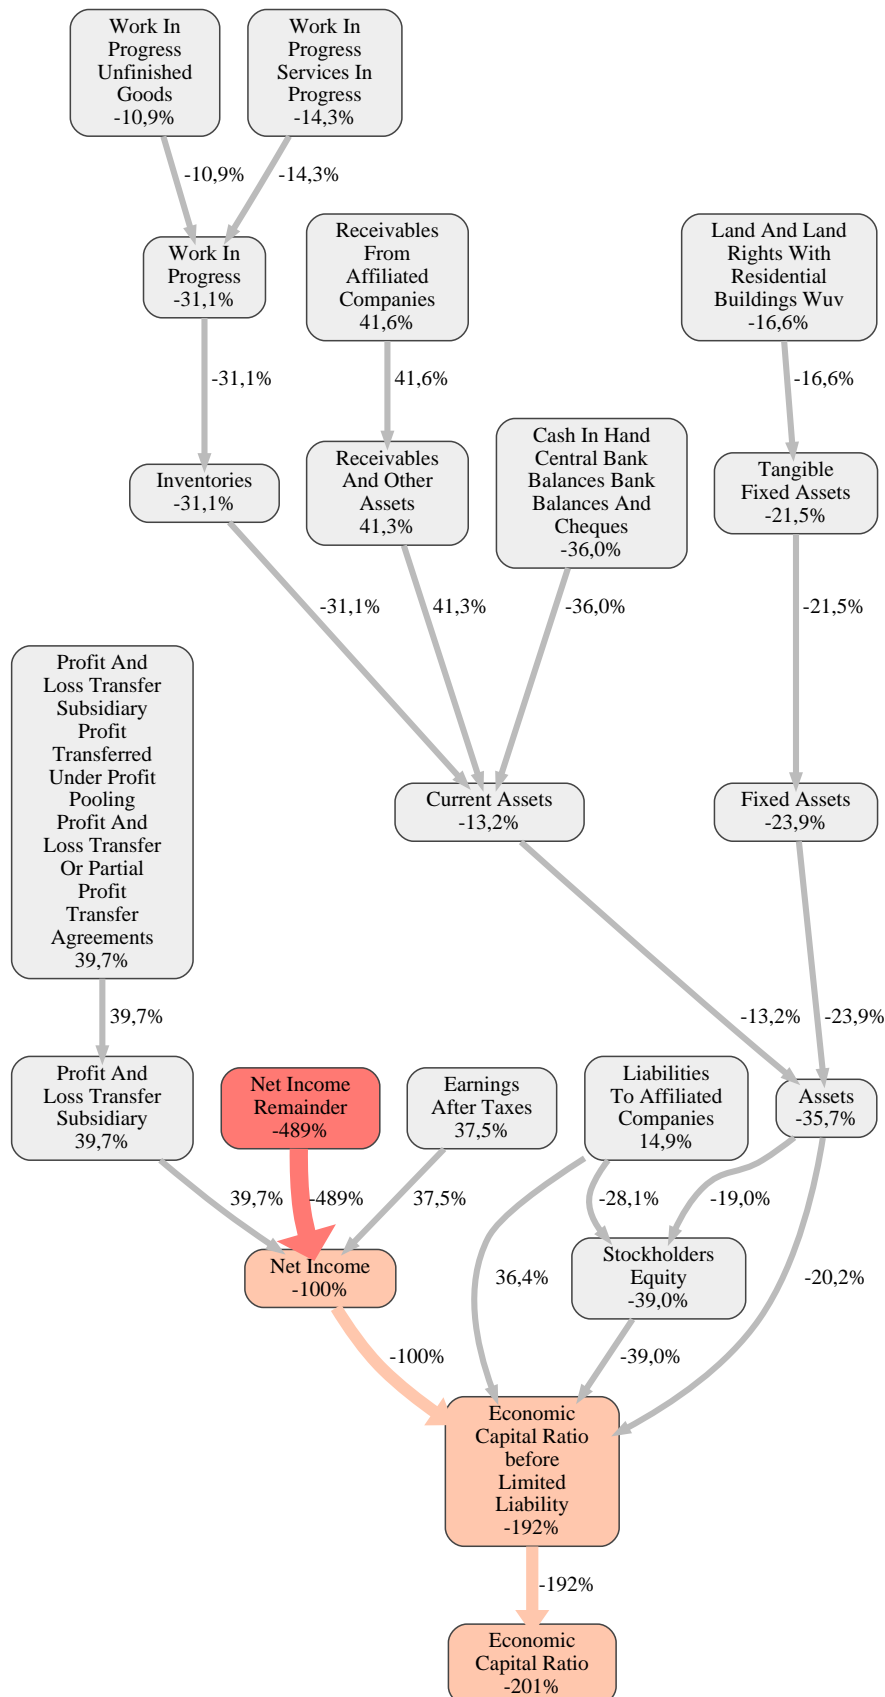 Work In
Progress
Unfinished
Goods
-10,9%
Work In
Progress
Services In
Progress
-14,3%
-10,9%
-14,3%
Work In
Progress
-31,1%
Receivables
From
Affiliated
Companies
41,6%
Land And Land
Rights With
Residential
Buildings Wuv
-16,6%
-31,1%
41,6%
-16,6%
Inventories
-31,1%
Receivables
And Other
Assets
41,3%
Cash In Hand
Central Bank
Balances Bank
Balances And
Cheques
-36,0%
Tangible
Fixed Assets
-21,5%
-31,1%
41,3%
-36,0%
-21,5%
Profit And
Loss Transfer
Subsidiary
Profit
Transferred
Under Profit
Pooling
Profit And
Loss Transfer
Or Partial
Profit
Transfer
Agreements
39,7%
Current Assets
-13,2%
Fixed Assets
-23,9%
39,7%
-13,2%
-23,9%
Profit And
Loss Transfer
Subsidiary
39,7%
Net Income
Remainder
-489%
Earnings
After Taxes
37,5%
Liabilities
To Affiliated
Companies
14,9%
Assets
-35,7%
39,7%
-489%
37,5%
-28,1%
-19,0%
Net Income
-100%
36,4%
Stockholders
Equity
-39,0%
-20,2%
-100%
-39,0%
Economic
Capital Ratio
before
Limited
Liability
-192%
-192%
Economic
Capital Ratio
-201%